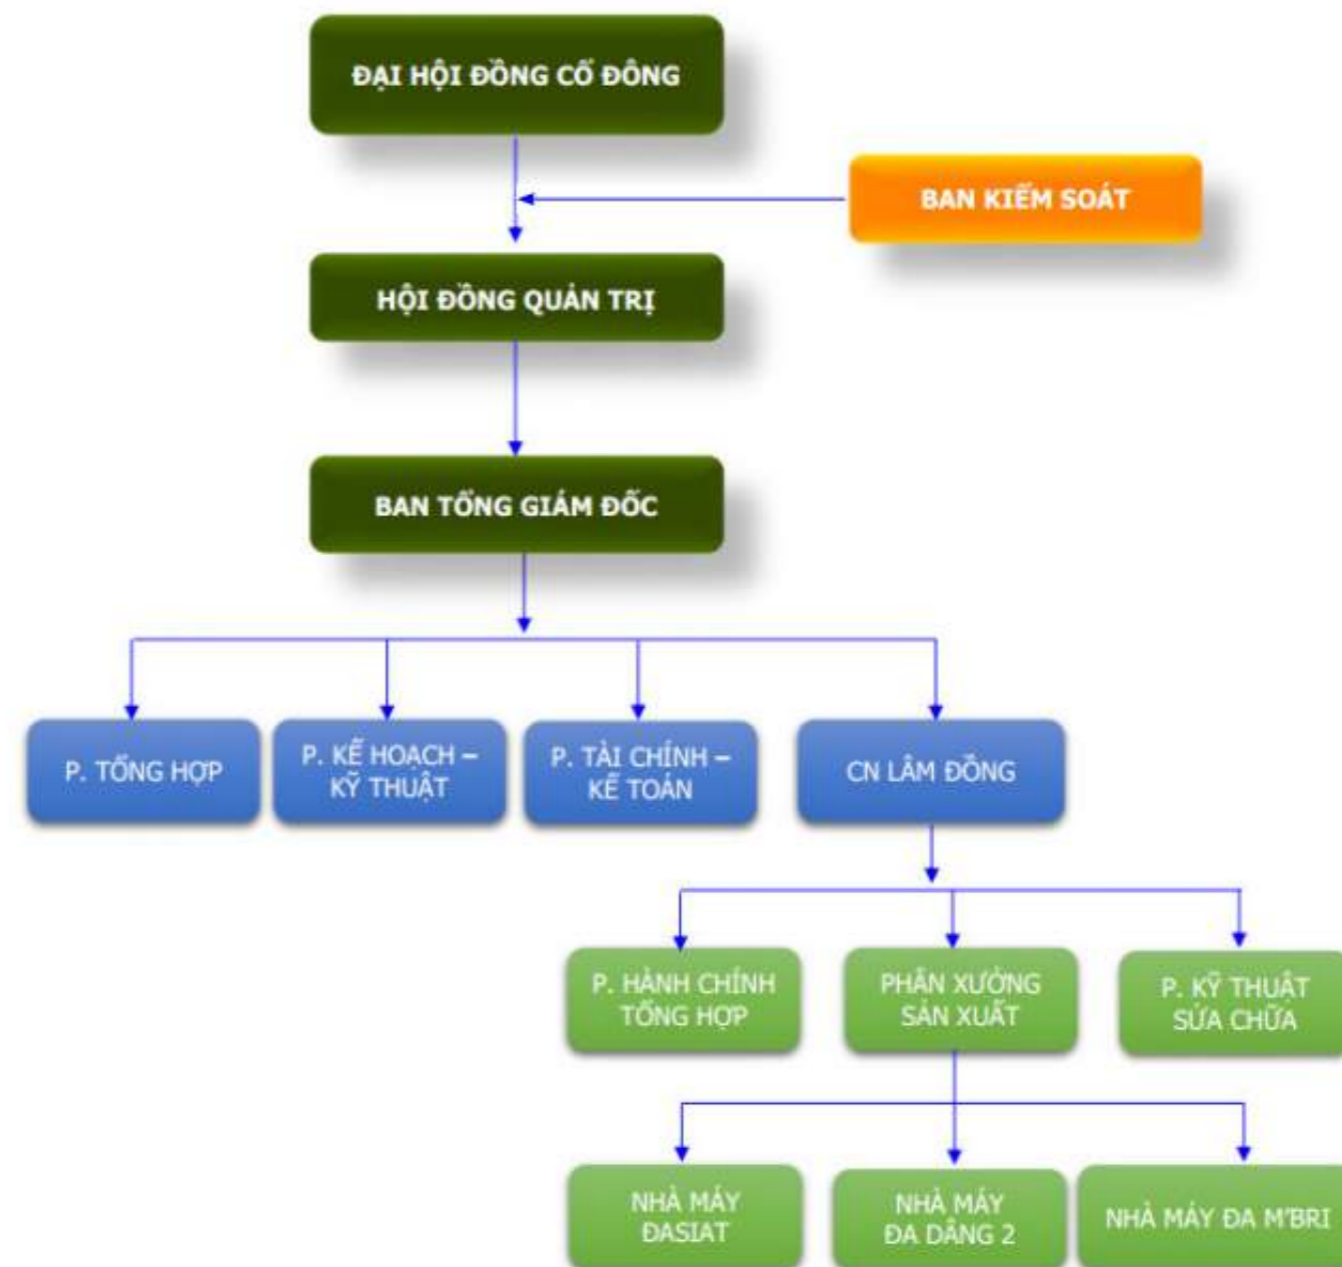 ĐẠI HỘI ĐỒNG CỔ ĐÔNG
BAN KIỂM SOÁT
HỘI ĐỒNG QUẢN TRỊ
BAN TỔNG GIÁM ĐỐC
P. TỔNG HỢP
P. KẾ HOẠCH –
KỸ THUẬT
P. TÀI CHÍNH –
KẾ TOÁN
CN LÂM ĐỒNG
P. HÀNH CHÍNH
TỔNG HỢP
PHÂN XƯỞNG
SẢN XUẤT
P. KỸ THUẬT
SỬA CHỮA
NHÀ MÁY
ĐASIAT
NHÀ MÁY
ĐA DÂNG 2
NHÀ MÁY ĐA M'BRI